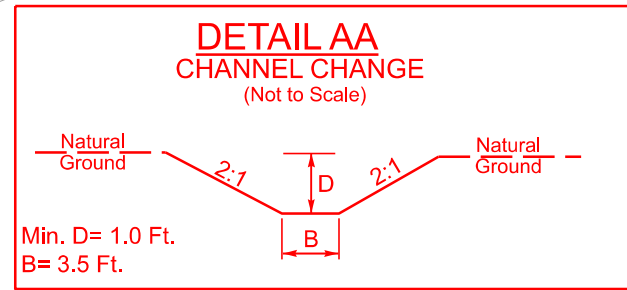 DETAIL AA
CHANNEL CHANGE
(Not to Scale)
Natural
Ground
2:1
D
2:1
Natural
Ground
B
Min. D= 1.0 Ft.
B= 3.5 Ft.